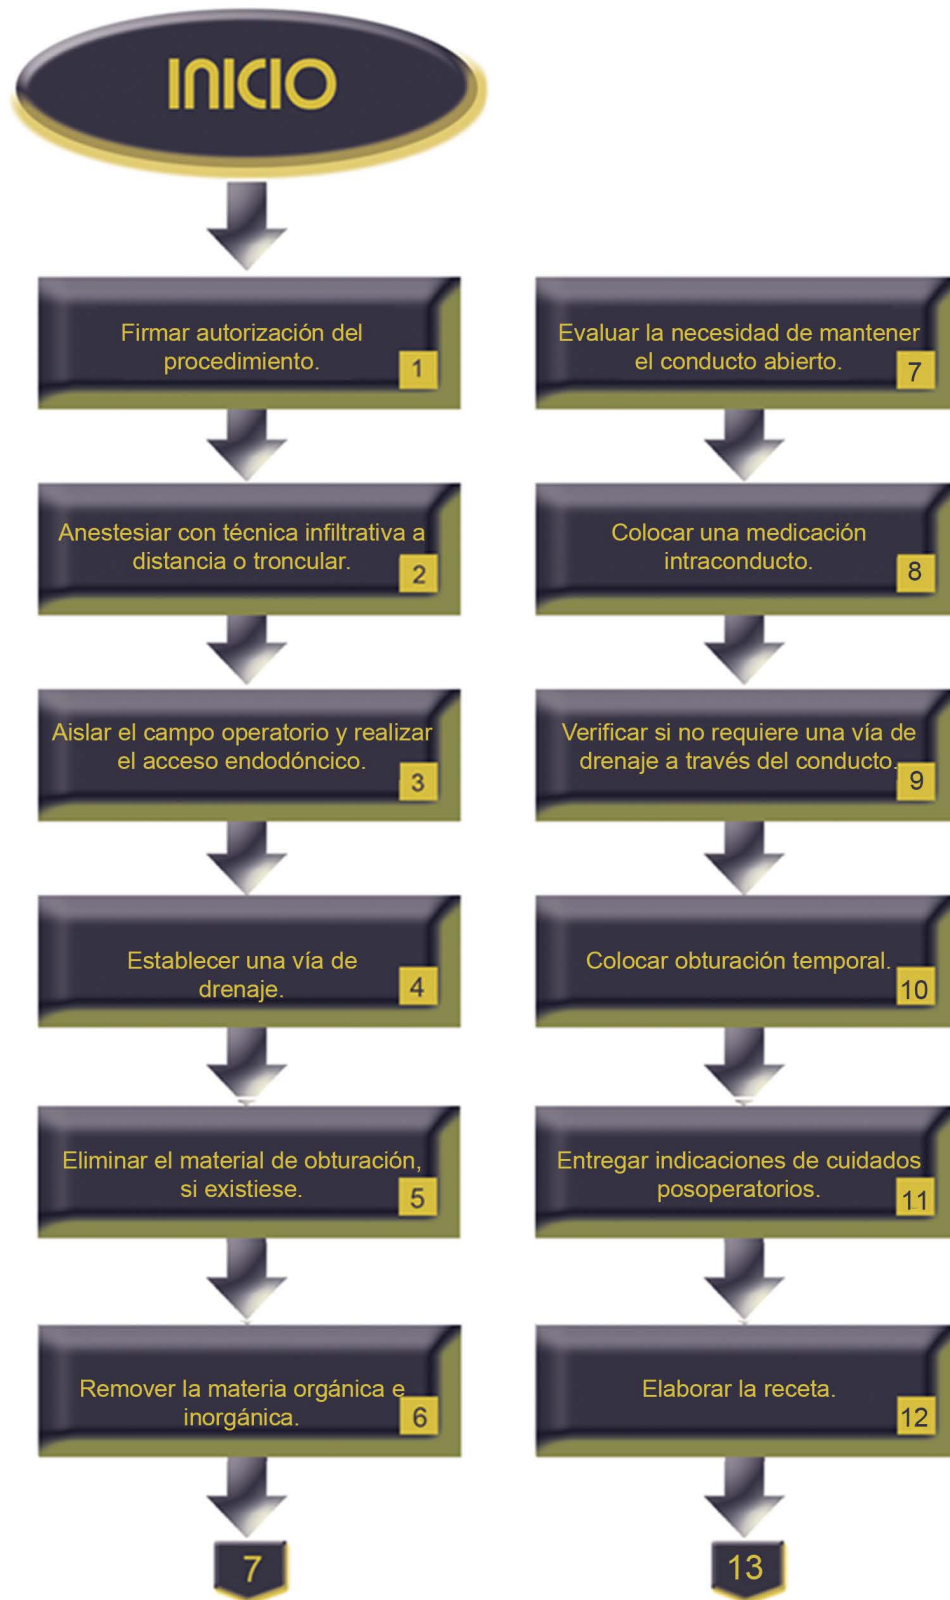 INICIO
Firmar autorización del
procedimiento.
1
Anestesiar con técnica infiltrativa a
distancia o troncular.
2
Aislar el campo operatorio y realizar
el acceso endodóncico.
3
Establecer una vía de
drenaje.
4
Eliminar el material de obturación,
si existiese.
5
Remover la materia orgánica e
inorgánica.
6
7
Evaluar la necesidad de mantener
el conducto abierto.
7
Colocar una medicación
intraconducto.
8
Verificar si no requiere una vía de
drenaje a través del conducto.
9
Colocar obturación temporal.
10
Entregar indicaciones de cuidados
posoperatorios.
11
Elaborar la receta.
12
13